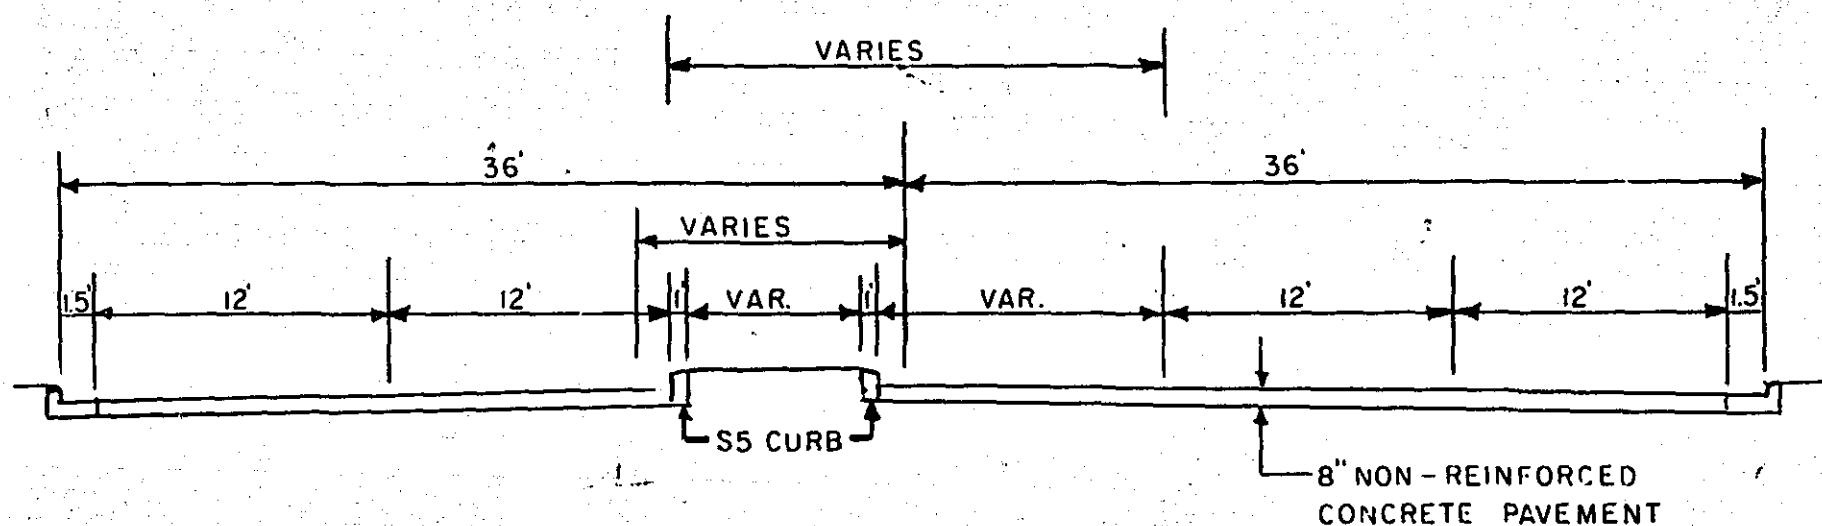 VARIES
36' 36'
VARIES
1.5' 12' 12' 1' VAR. 1' VAR. 12' 12' 1.5'
S5 CURB
8" NON-REINFORCED
CONCRETE PAVEMENT